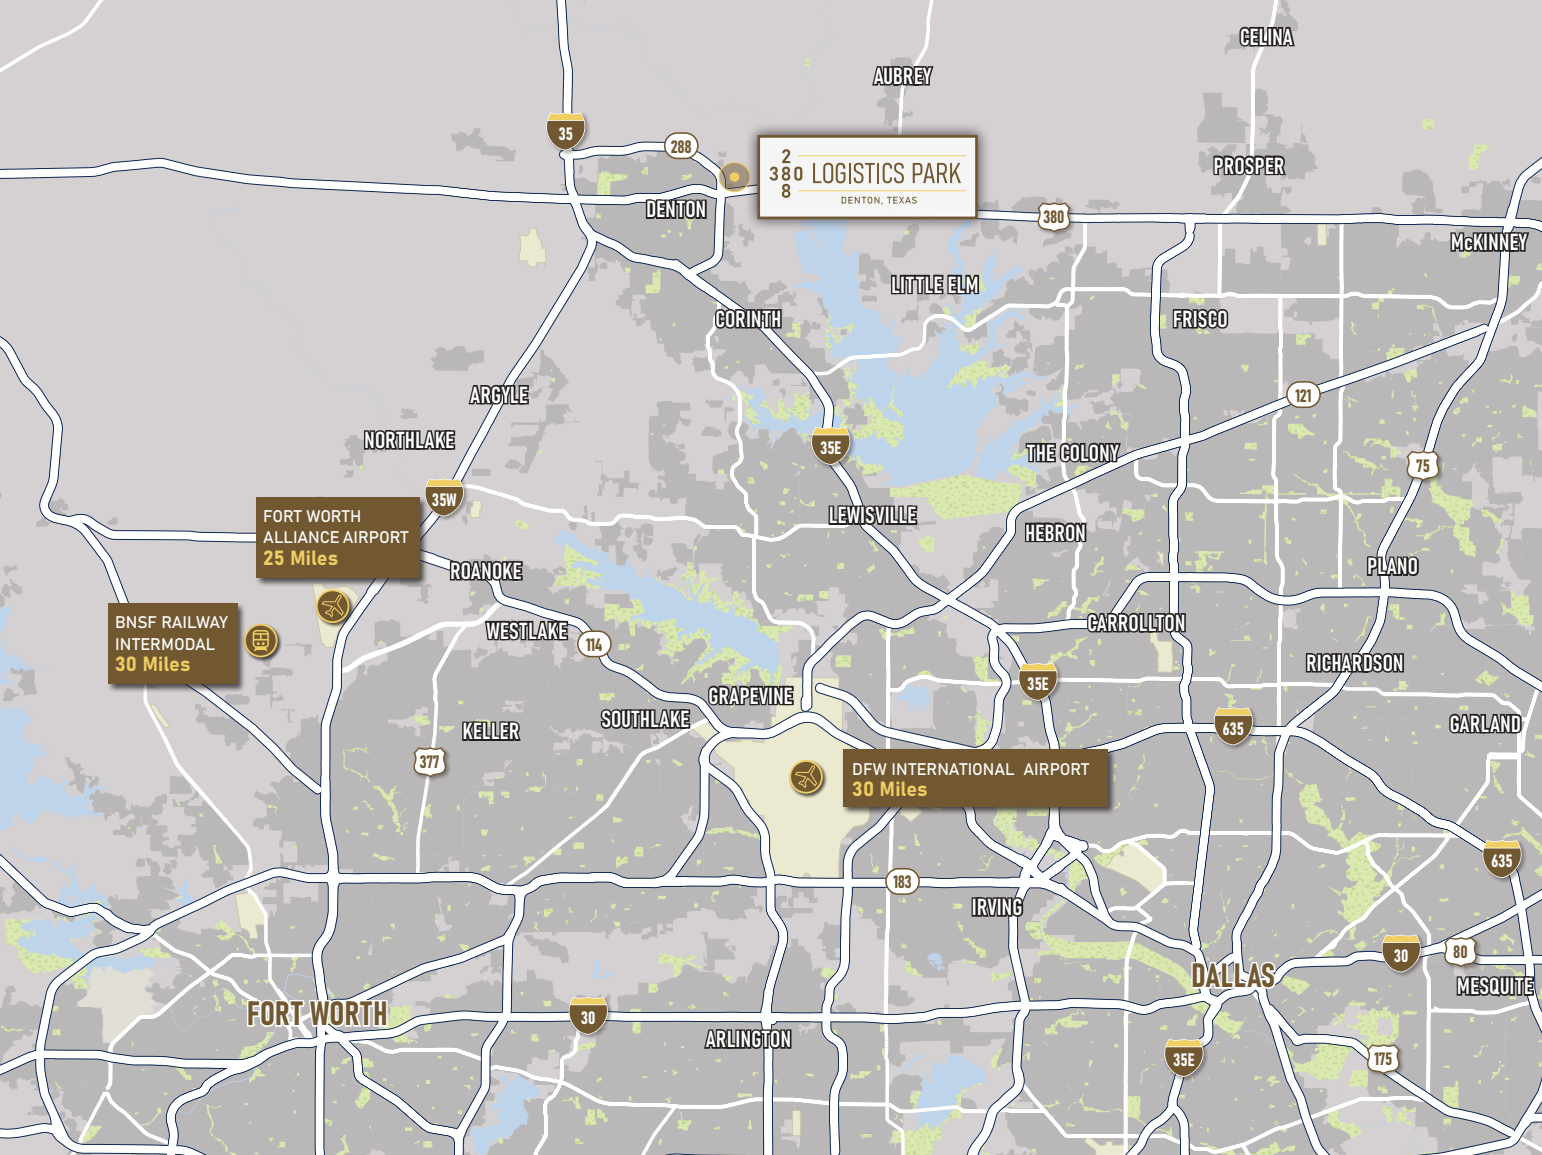 CELINA
AUBREY
35
288
2
380 LOGISTICS PARK
8
DENTON, TEXAS
PROSPER
DENTON
380
McKINNEY
LITTLE ELM
CORINTH
FRISCO
ARGYLE
121
NORTHLAKE
35E
THE COLONY
75
35W
FORT WORTH
ALLIANCE AIRPORT
25 Miles
LEWISVILLE
HEBRON
ROANOKE
PLANO
BNSF RAILWAY
INTERMODAL
30 Miles
WESTLAKE
114
CARROLLTON
RICHARDSON
35E
GRAPEVINE
SOUTHLAKE
KELLER
635
GARLAND
377
DFW INTERNATIONAL AIRPORT
30 Miles
635
183
IRVING
30
80
DALLAS
MESQUITE
FORT WORTH
30
ARLINGTON
35E
175